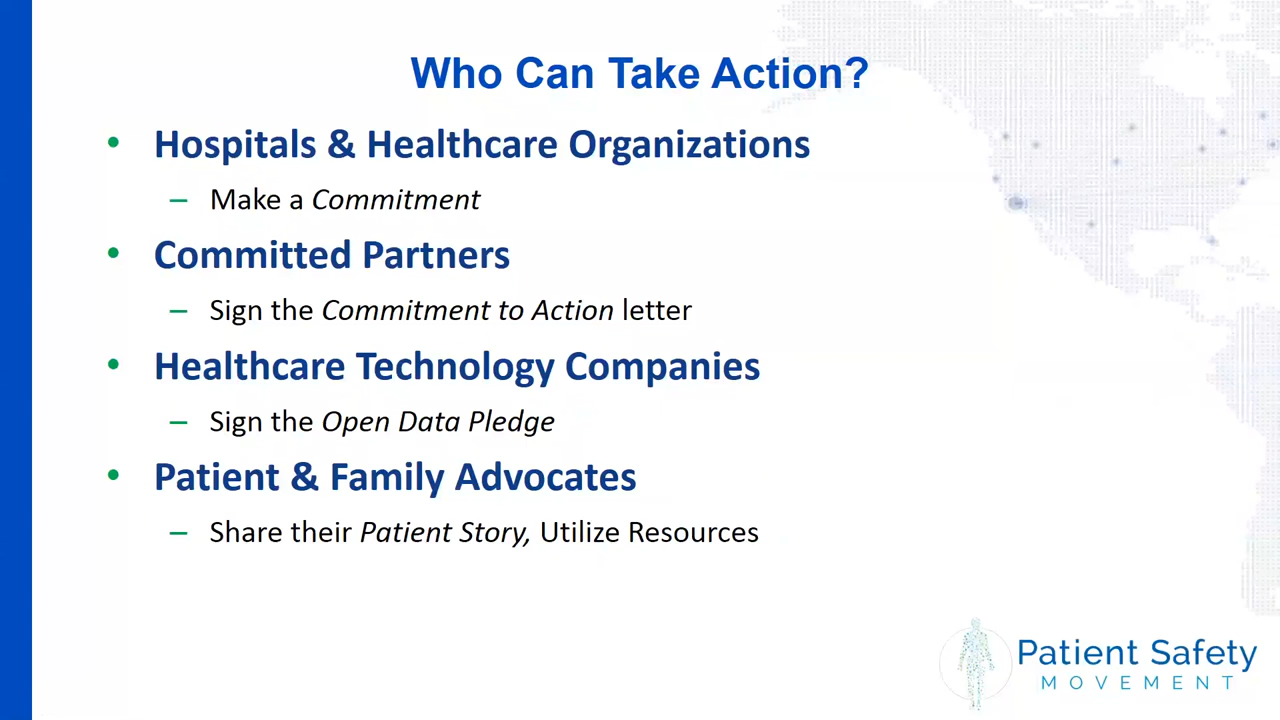 Who Can Take Action?
• Hospitals & Healthcare Organizations
– Make a Commitment
• Committed Partners
– Sign the Commitment to Action letter
• Healthcare Technology Companies
– Sign the Open Data Pledge
• Patient & Family Advocates
– Share their Patient Story, Utilize Resources
Patient Safety
MOVEMENT